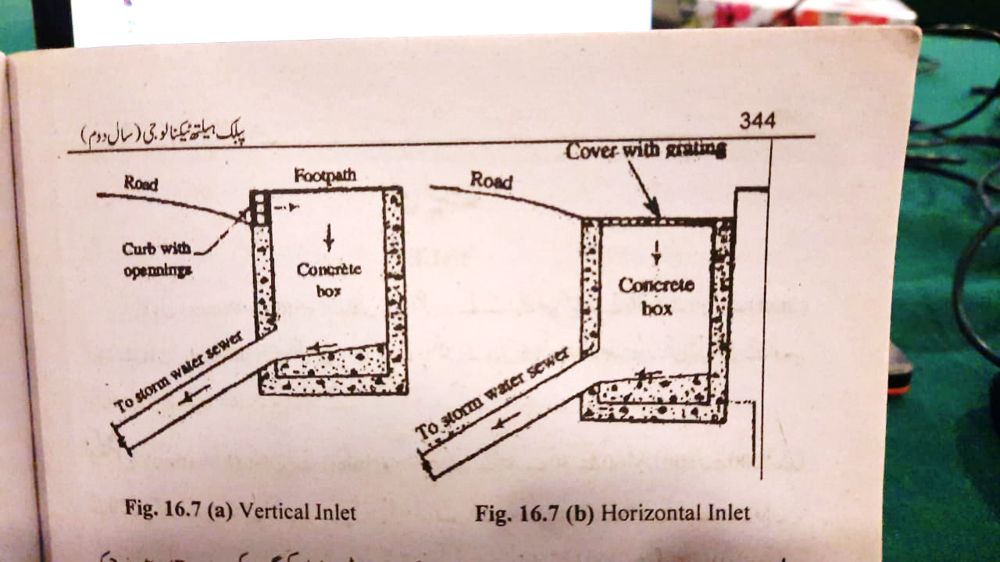 پبلک ہیلتھ ٹیکنالوجی (سال دوم)
344
Road
Footpath
Curb with
opennings
Concrete
box
To storm water sewer
Fig. 16.7 (a) Vertical Inlet
Cover with grating
Road
Concrete
box
To storm water sewer
Fig. 16.7 (b) Horizontal Inlet